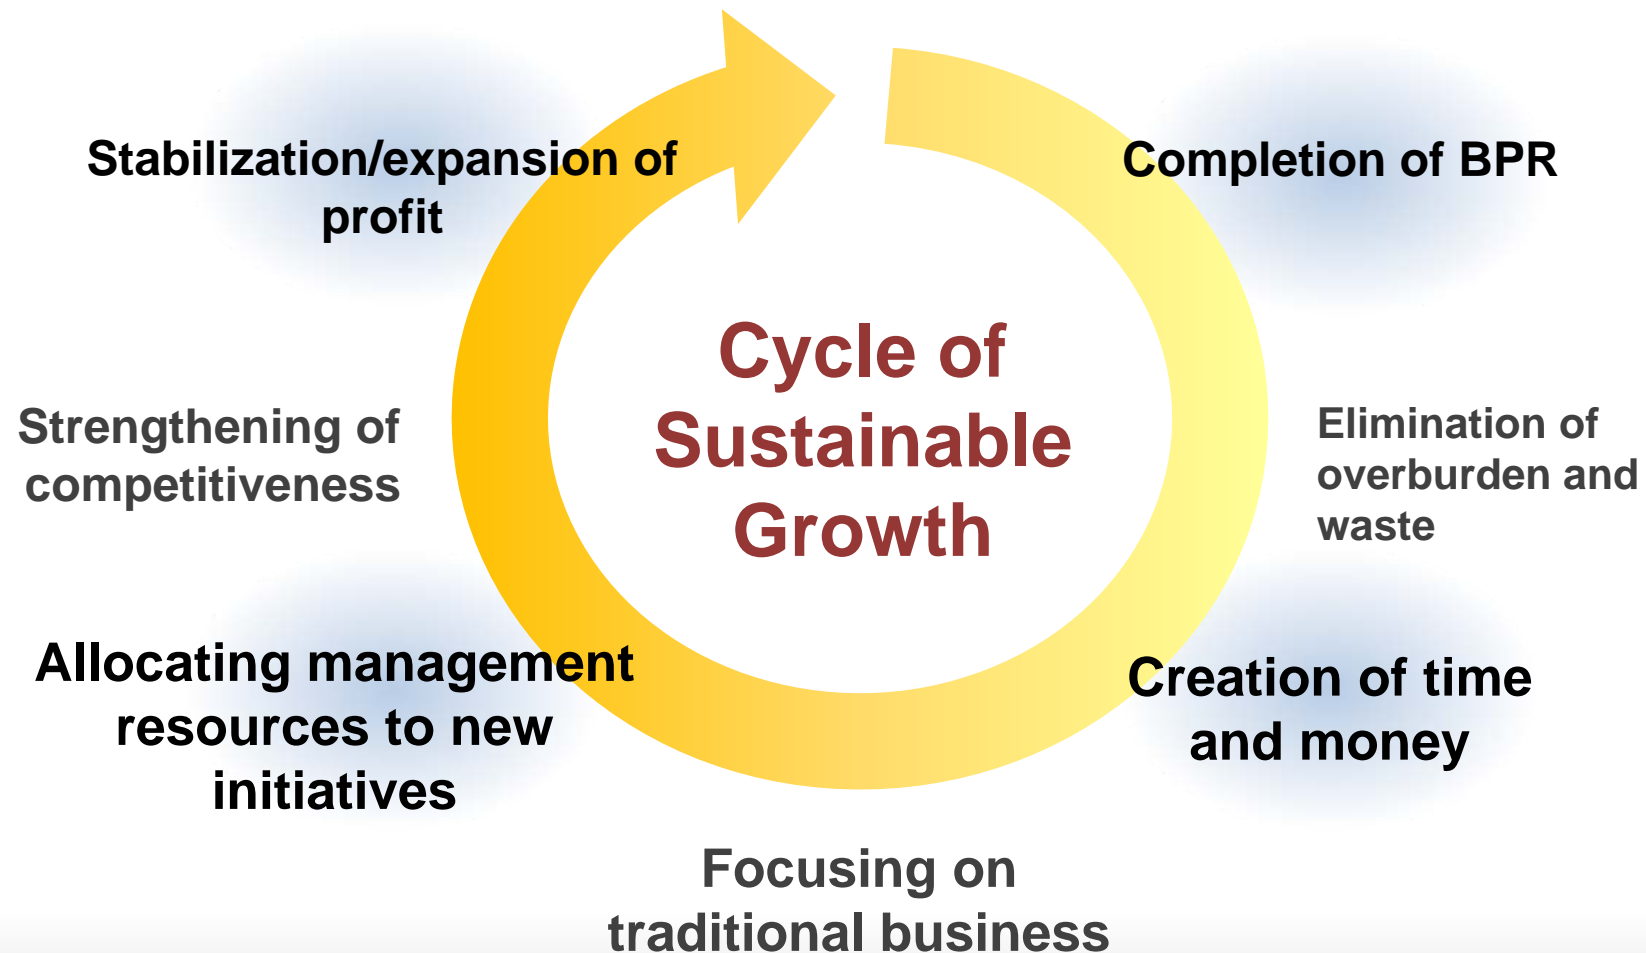 Stabilization/expansion of
profit
Completion of BPR
Cycle of
Sustainable
Growth
Strengthening of
competitiveness
Elimination of
overburden and
waste
Allocating management
resources to new
initiatives
Creation of time
and money
Focusing on
traditional business